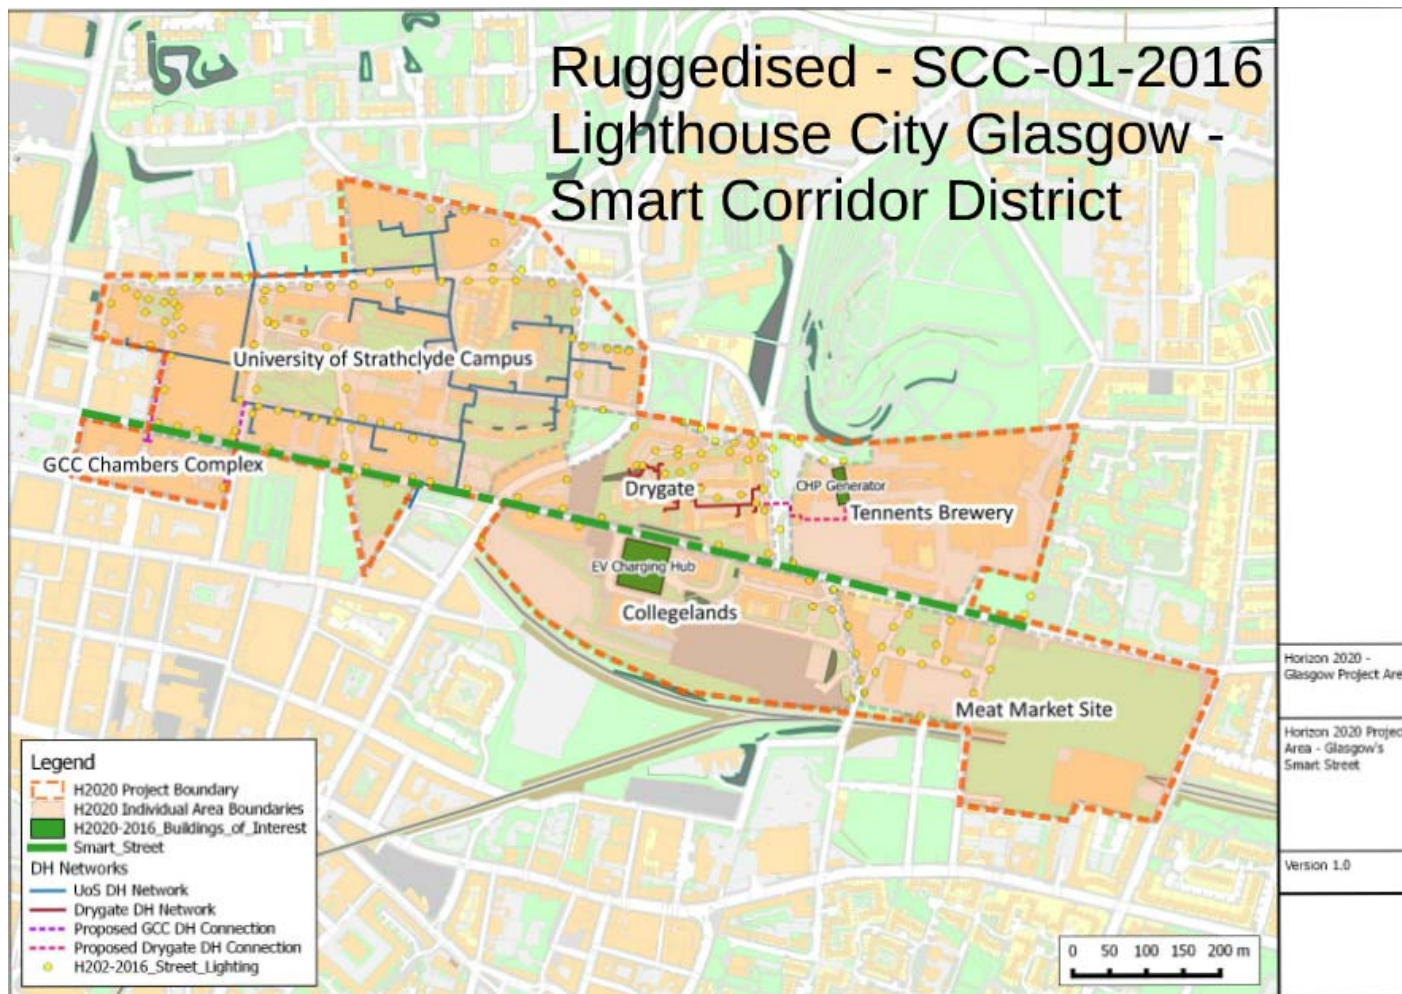 Ruggedised - SCC-01-2016
Lighthouse City Glasgow -
Smart Corridor District
University of Strathclyde Campus
GCC Chambers Complex
Drygate
CHP Generator
Tennents Brewery
EV Charging Hub
Collegelands
Meat Market Site
Horizon 2020 -
Glasgow Project Are
Horizon 2020 Projec
Area - Glasgow's
Smart Street
Version 1.0
Legend
H2020 Project Boundary
H2020 Individual Area Boundaries
H2020-2016_Buildings_of_Interest
Smart_Street
DH Networks
UoS DH Network
Drygate DH Network
Proposed GCC DH Connection
Proposed Drygate DH Connection
H202-2016_Street_Lighting
0 50 100 150 200 m